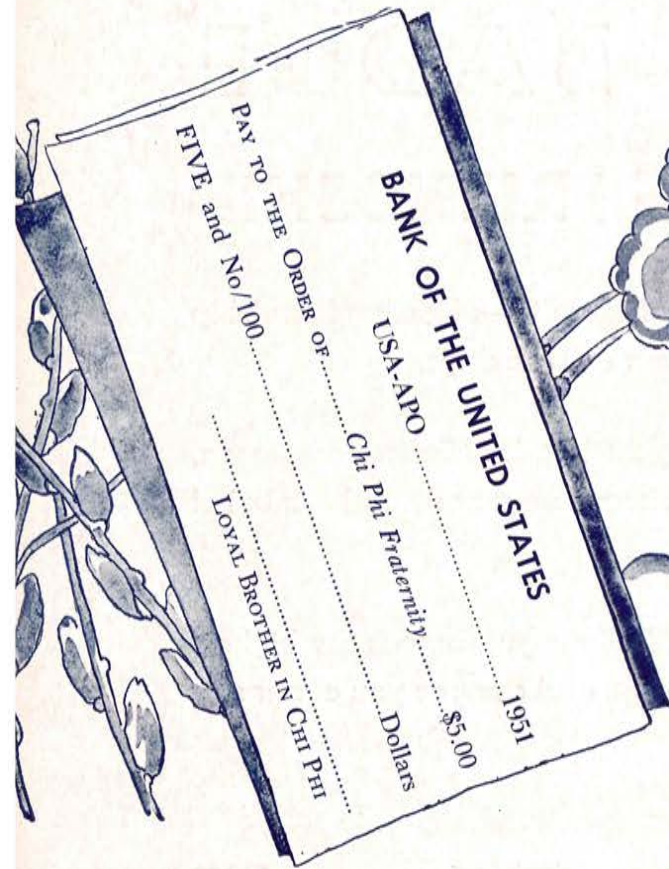 BANK OF THE UNITED STATES
USA-APO ........................ 1951
PAY TO THE ORDER OF ........ Chi Phi Fraternity ........ $5.00
FIVE and No/100 ........................................ Dollars
........................................
LOYAL BROTHER IN CHI PHI